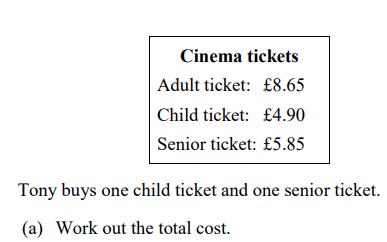 Cinema tickets
Adult ticket: £8.65
Child ticket: £4.90
Senior ticket: £5.85
Tony buys one child ticket and one senior ticket.
(a) Work out the total cost.